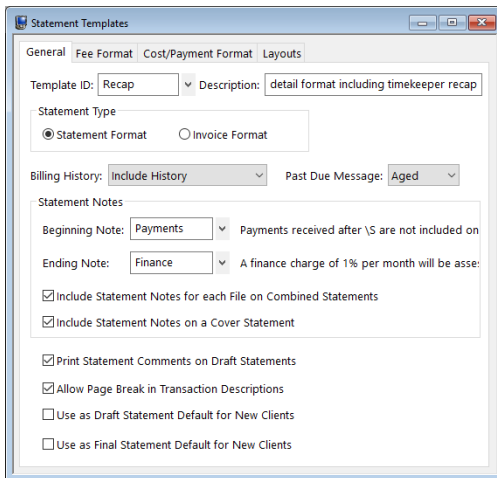 Statement Templates
General Fee Format Cost/Payment Format Layouts
Template ID: Recap Description: detail format including timekeeper recap
Statement Type
Statement Format Invoice Format
Billing History: Include History Past Due Message: Aged
Statement Notes
Beginning Note: Payments Payments received after \S are not included on
Ending Note: Finance A finance charge of 1% per month will be asse
Include Statement Notes for each File on Combined Statements
Include Statement Notes on a Cover Statement
Print Statement Comments on Draft Statements
Allow Page Break in Transaction Descriptions
Use as Draft Statement Default for New Clients
Use as Final Statement Default for New Clients